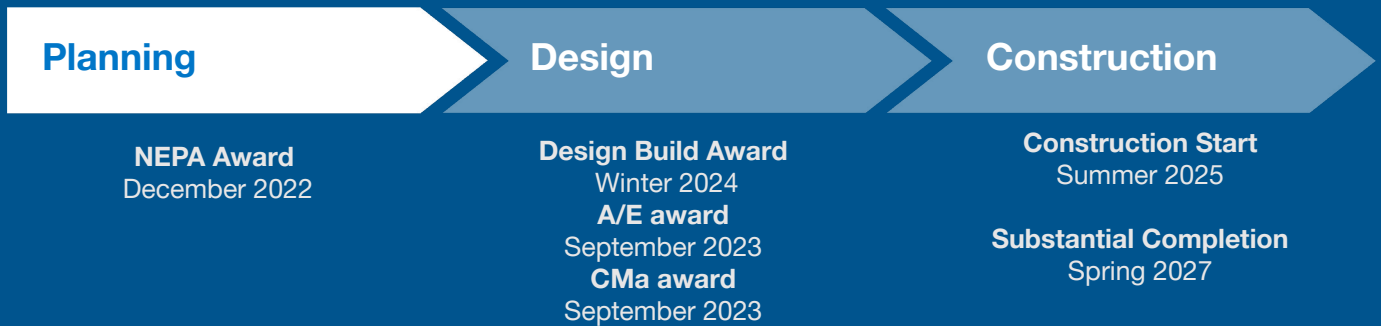 Planning
Design
Construction
NEPA Award
December 2022
Design Build Award
Winter 2024
A/E award
September 2023
CMa award
September 2023
Construction Start
Summer 2025
Substantial Completion
Spring 2027